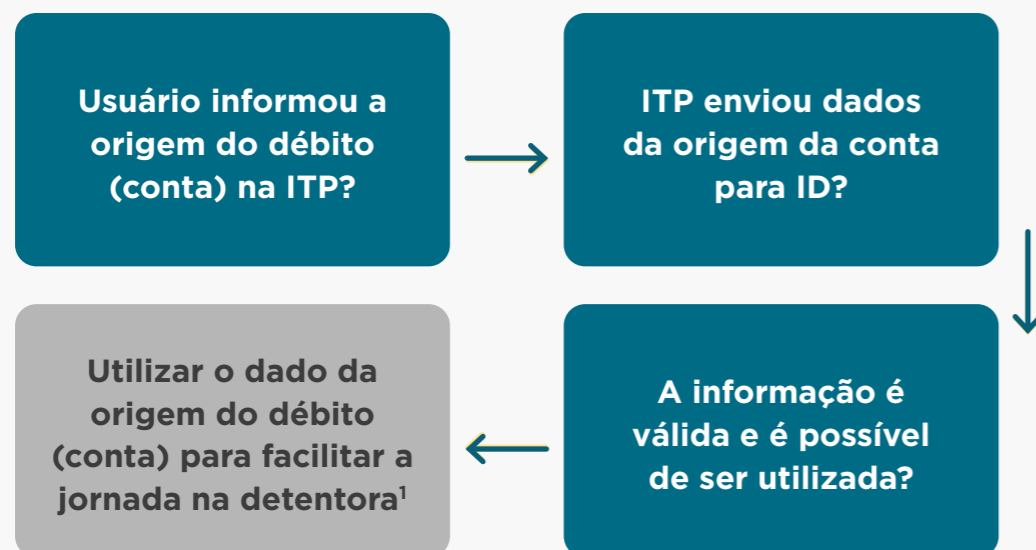 Usuário informou a
origem do débito
(conta) na ITP?
ITP enviou dados
da origem da conta
para ID?
A informação é
válida e é possível
de ser utilizada?
Utilizar o dado da
origem do débito
(conta) para facilitar a
jornada na detentora¹